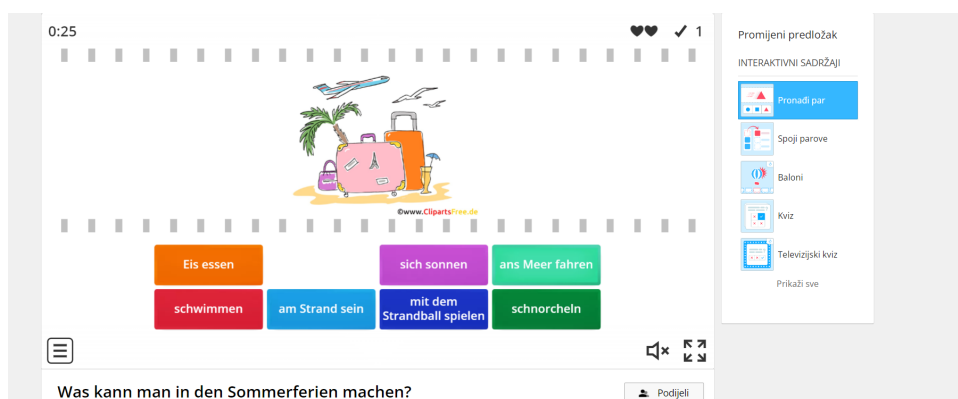 0:25
1
©www.ClipartsFree.de
Eis essen
sich sonnen
ans Meer fahren
schwimmen
am Strand sein
mit dem
Strandball spielen
schnorcheln
Was kann man in den Sommerferien machen?
Podijeli
Promijeni predložak
INTERAKTIVNI SADRŽAJI
Pronađi par
Spoji parove
Baloni
Kviz
Televizijski kviz
Prikaži sve